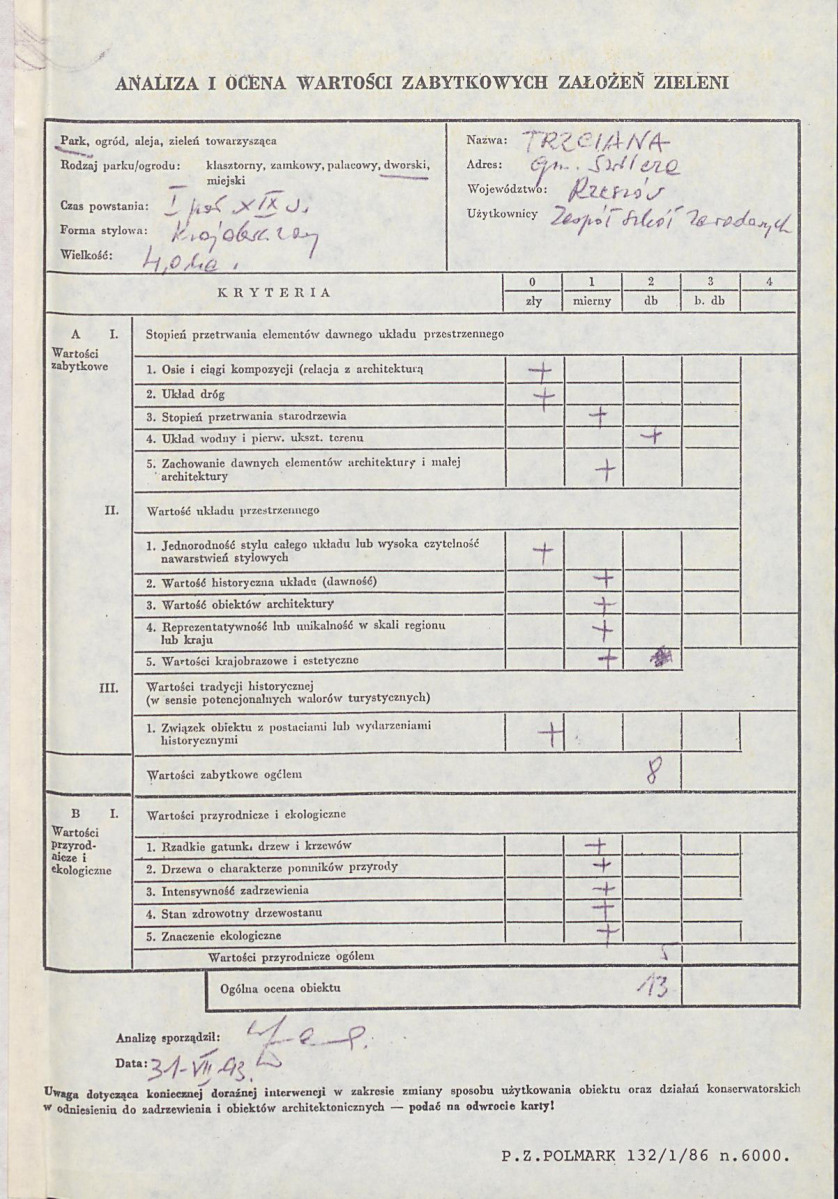 ANALIZA I OCENA WARTOŚCI ZABYTKOWYCH ZAŁOŻEŃ ZIELENI
Park, ogród, aleja, zieleń towarzysząca
Rodzaj parku/ogrodu: klasztorny, zamkowy, pałacowy, dworski,
miejski
Czas powstania: I poł XIX w.
Forma stylowa: Krajobrazowy
Wielkość: 4,0 ha.
Nazwa: TRZCIANA
Adres: gm. Świlcza
Województwo: Rzeszów
Użytkownicy Zespół Szkół Zawodowych
KRYTERIA
0 1 2 3 4
zły mierny db b. db
A I. Stopień przetrwania elementów dawnego układu przestrzennego
Wartości
zabytkowe
1. Osie i ciągi kompozycji (relacja z architekturą +
2. Układ dróg +
3. Stopień przetrwania starodrzewia +
4. Układ wodny i pierw. ukszt. terenu +
5. Zachowanie dawnych elementów architektury i małej
architektury +
II. Wartość układu przestrzennego
1. Jednorodność stylu całego układu lub wysoka czytelność
nawarstwień stylowych +
2. Wartość historyczna układu (dawność) +
3. Wartość obiektów architektury +
4. Reprezentatywność lub unikalność w skali regionu
lub kraju +
5. Wartości krajobrazowe i estetyczne +
III. Wartości tradycji historycznej
(w sensie potencjonalnych walorów turystycznych)
1. Związek obiektu z postaciami lub wydarzeniami
historycznymi +
Wartości zabytkowe ogółem 8
B I. Wartości przyrodnicze i ekologiczne
Wartości
przyrod-
nicze i
ekologiczne
1. Rzadkie gatunki drzew i krzewów +
2. Drzewa o charakterze pomników przyrody +
3. Intensywność zadrzewienia +
4. Stan zdrowotny drzewostanu +
5. Znaczenie ekologiczne +
Wartości przyrodnicze ogółem 5
Ogólna ocena obiektu 13
Analizę sporządził:
Data: 31-VII-93.
Uwaga dotycząca koniecznej doraźnej interwencji w zakresie zmiany sposobu użytkowania obiektu oraz działań konserwatorskich
w odniesieniu do zadrzewienia i obiektów architektonicznych — podać na odwrocie karty!
P.Z.POLMARK 132/1/86 n.6000.